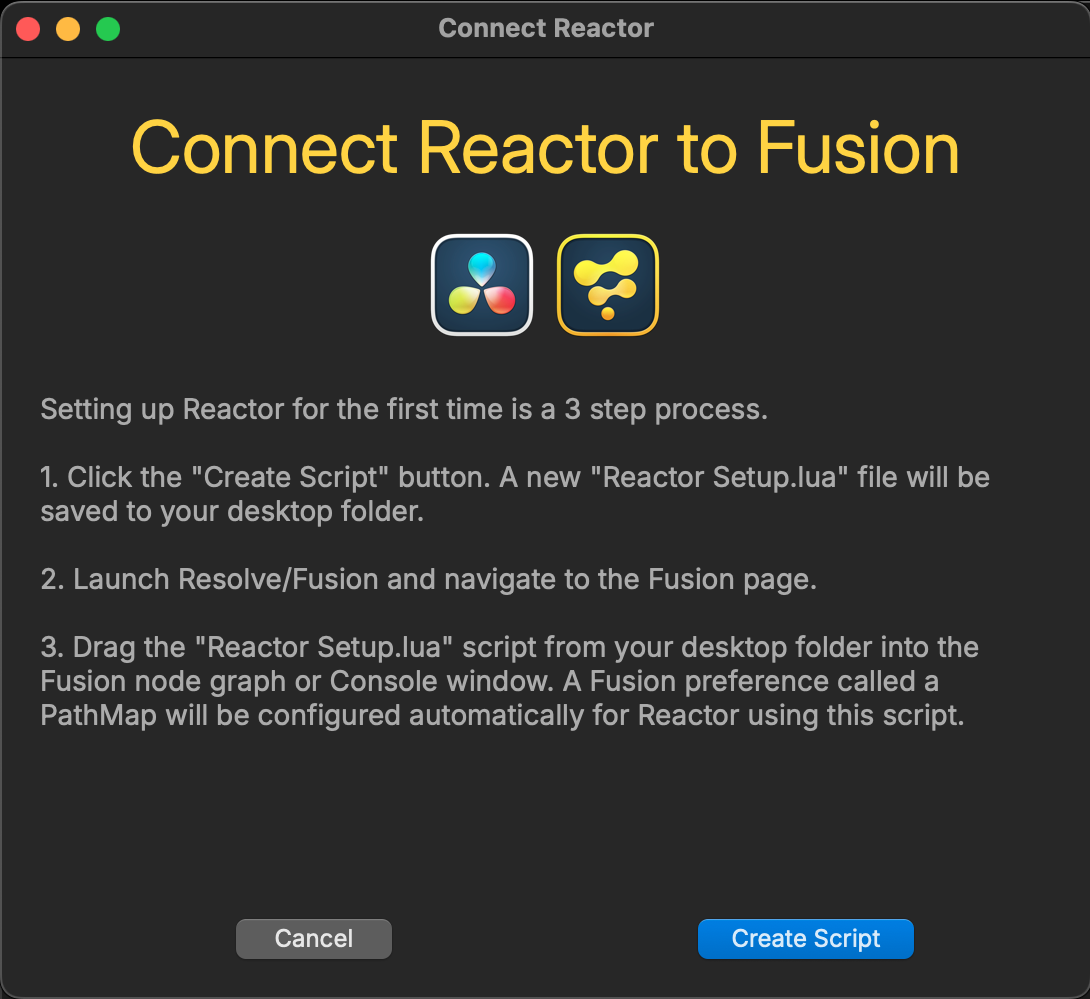 Connect Reactor
Connect Reactor to Fusion
Setting up Reactor for the first time is a 3 step process.
1. Click the "Create Script" button. A new "Reactor Setup.lua" file will be
saved to your desktop folder.
2. Launch Resolve/Fusion and navigate to the Fusion page.
3. Drag the "Reactor Setup.lua" script from your desktop folder into the
Fusion node graph or Console window. A Fusion preference called a
PathMap will be configured automatically for Reactor using this script.
Cancel
Create Script